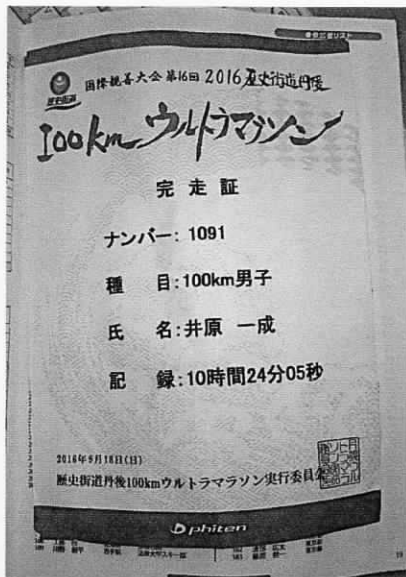 国際親善大会 第16回 2016 歴史街道丹後
100km ウルトラマラソン
完走証
ナンバー: 1091
種 目:100km男子
氏 名:井原 一成
記 録:10時間24分05秒
2016年9月18日(日)
歴史街道丹後100kmウルトラマラソン実行委員会
phiten